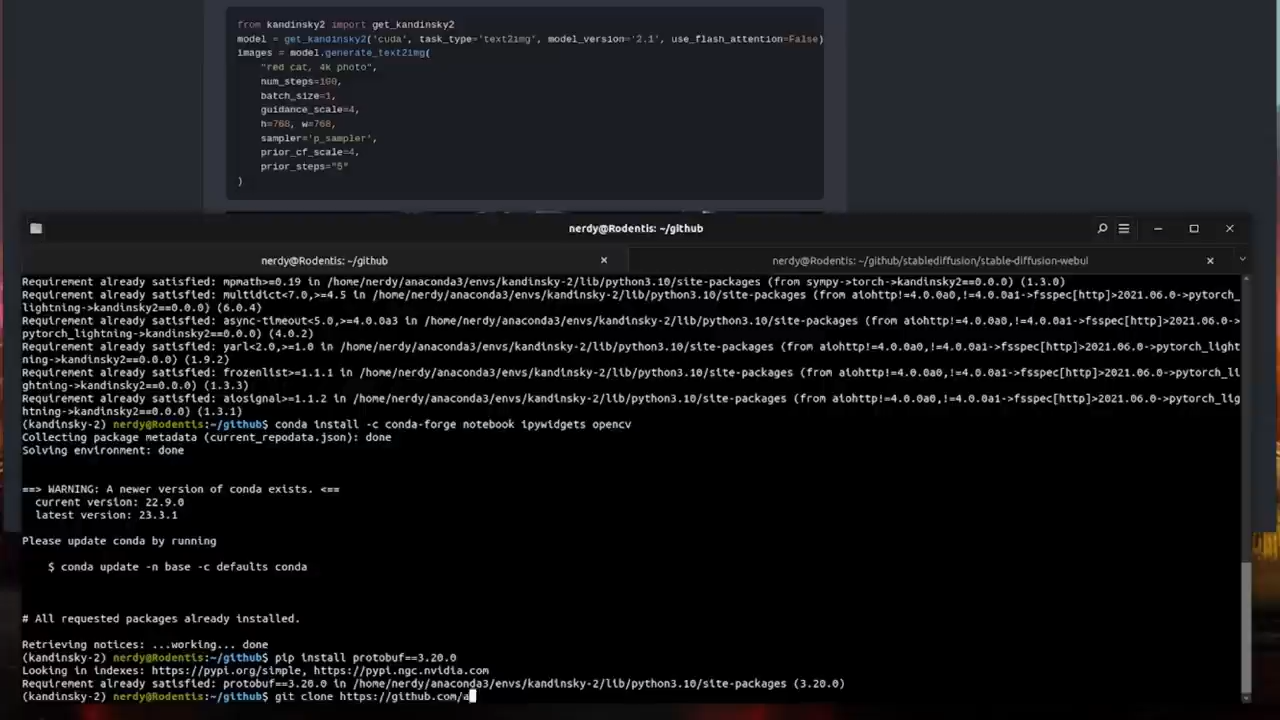 from kandinsky2 import get_kandinsky2
model = get_kandinsky2('cuda', task_type='text2img', model_version='2.1', use_flash_attention=False)
images = model.generate_text2img(
"red cat, 4k photo",
num_steps=100,
batch_size=1,
guidance_scale=4,
h=768, w=768,
sampler='p_sampler',
prior_cf_scale=4,
prior_steps="5"
)
nerdy@Rodentis: ~/github
nerdy@Rodentis: ~/github
nerdy@Rodentis: ~/github/stablediffusion/stable-diffusion-webui
Requirement already satisfied: mpmath>=0.19 in /home/nerdy/anaconda3/envs/kandinsky-2/lib/python3.10/site-packages (from sympy->torch->kandinsky2==0.0.0) (1.3.0)
Requirement already satisfied: multidict<7.0,>=4.5 in /home/nerdy/anaconda3/envs/kandinsky-2/lib/python3.10/site-packages (from aiohttp!=4.0.0a0,!=4.0.0a1->fsspec[http]>2021.06.0->pytorch_
lightning->kandinsky2==0.0.0) (6.0.4)
Requirement already satisfied: async-timeout<5.0,>=4.0.0a3 in /home/nerdy/anaconda3/envs/kandinsky-2/lib/python3.10/site-packages (from aiohttp!=4.0.0a0,!=4.0.0a1->fsspec[http]>2021.06.0->
pytorch_lightning->kandinsky2==0.0.0) (4.0.2)
Requirement already satisfied: yarl<2.0,>=1.0 in /home/nerdy/anaconda3/envs/kandinsky-2/lib/python3.10/site-packages (from aiohttp!=4.0.0a0,!=4.0.0a1->fsspec[http]>2021.06.0->pytorch_light
ning->kandinsky2==0.0.0) (1.9.2)
Requirement already satisfied: frozenlist>=1.1.1 in /home/nerdy/anaconda3/envs/kandinsky-2/lib/python3.10/site-packages (from aiohttp!=4.0.0a0,!=4.0.0a1->fsspec[http]>2021.06.0->pytorch_li
ghtning->kandinsky2==0.0.0) (1.3.3)
Requirement already satisfied: aiosignal>=1.1.2 in /home/nerdy/anaconda3/envs/kandinsky-2/lib/python3.10/site-packages (from aiohttp!=4.0.0a0,!=4.0.0a1->fsspec[http]>2021.06.0->pytorch_lig
htning->kandinsky2==0.0.0) (1.3.1)
(kandinsky-2) nerdy@Rodentis:~/github$ conda install -c conda-forge notebook ipywidgets opencv
Collecting package metadata (current_repodata.json): done
Solving environment: done
==> WARNING: A newer version of conda exists. <==
current version: 22.9.0
latest version: 23.3.1
Please update conda by running
$ conda update -n base -c defaults conda
# All requested packages already installed.
Retrieving notices: ...working... done
(kandinsky-2) nerdy@Rodentis:~/github$ pip install protobuf==3.20.0
Looking in indexes: https://pypi.org/simple, https://pypi.ngc.nvidia.com
Requirement already satisfied: protobuf==3.20.0 in /home/nerdy/anaconda3/envs/kandinsky-2/lib/python3.10/site-packages (3.20.0)
(kandinsky-2) nerdy@Rodentis:~/github$ git clone https://github.com/a